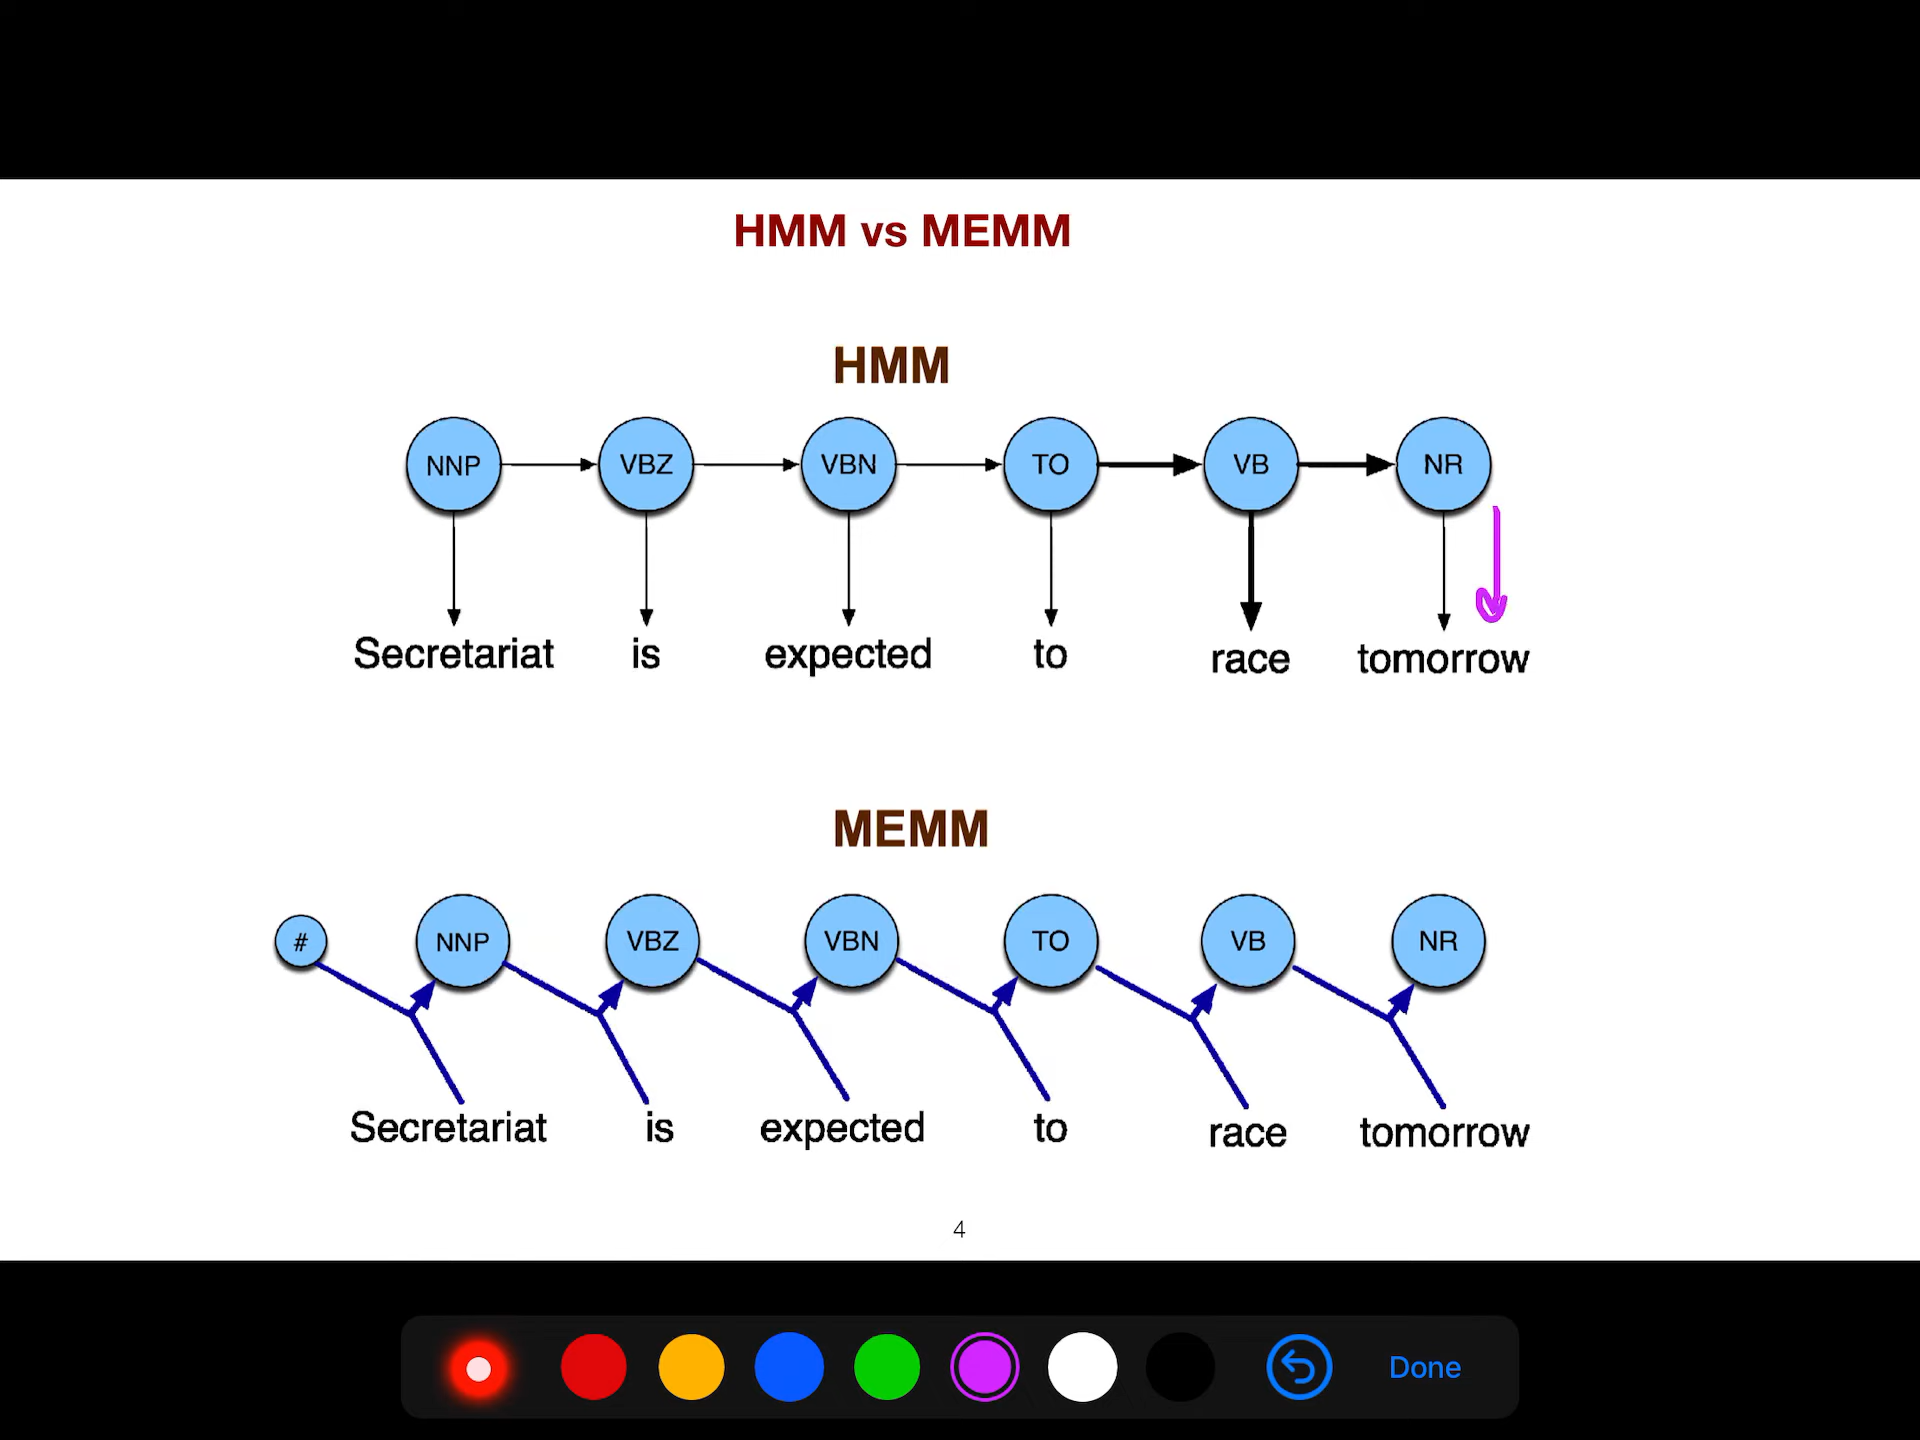 HMM vs MEMM
HMM
NNP VBZ VBN TO VB NR
Secretariat is expected to race tomorrow
MEMM
# NNP VBZ VBN TO VB NR
Secretariat is expected to race tomorrow
4
Done